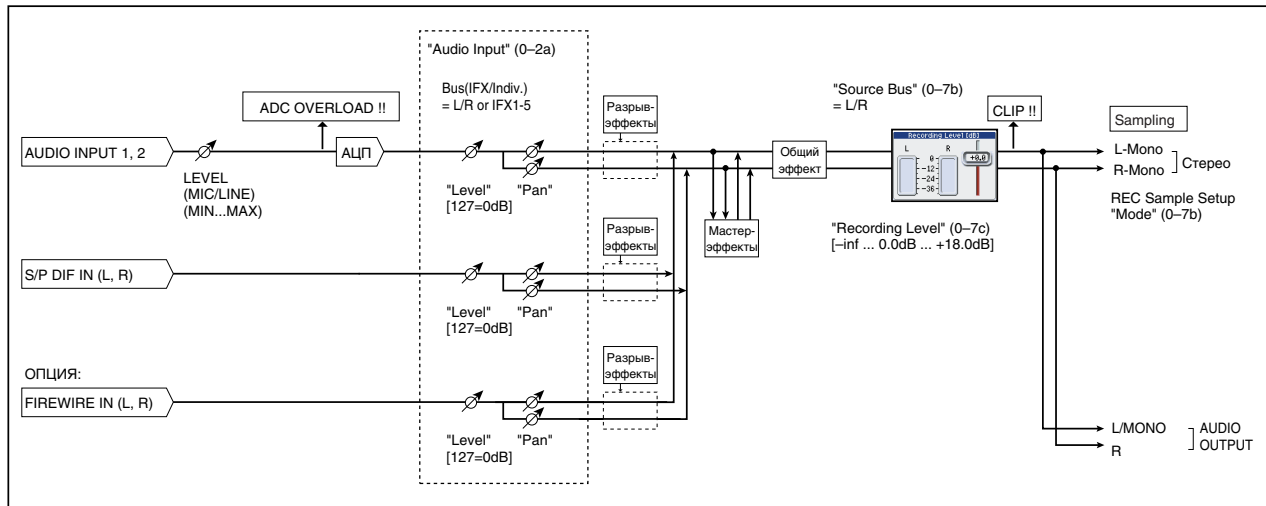 "Audio Input" (0–2a)
Bus(IFX/Indiv.)
= L/R or IFX1-5
ADC OVERLOAD !!
Разрыв-
эффекты
"Source Bus" (0–7b)
= L/R
CLIP !!
Sampling
AUDIO INPUT 1, 2
АЦП
Общий
эффект
Recording Level [dB]
L
R
0
-12
-24
-36
+0.0
L-Mono
R-Mono
Стерео
LEVEL
(MIC/LINE)
(MIN...MAX)
"Level"
[127=0dB]
"Pan"
Мастер-
эффекты
"Recording Level" (0–7c)
[–inf ... 0.0dB ... +18.0dB]
REC Sample Setup
"Mode" (0–7b)
Разрыв-
эффекты
S/P DIF IN (L, R)
"Level"
[127=0dB]
"Pan"
Разрыв-
эффекты
ОПЦИЯ:
FIREWIRE IN (L, R)
"Level"
[127=0dB]
"Pan"
L/MONO
R
AUDIO
OUTPUT